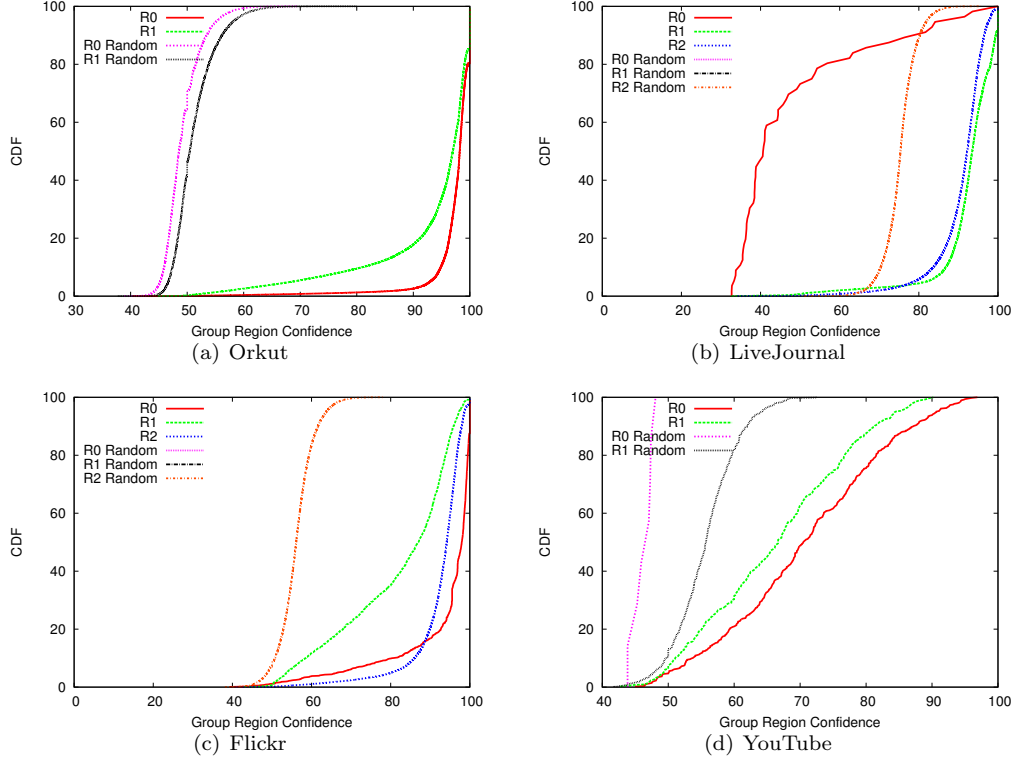 100
80
60
40
20
0
CDF
R0
R1
R0 Random
R1 Random
30 40 50 60 70 80 90 100
Group Region Confidence
(a) Orkut
100
80
60
40
20
0
CDF
R0
R1
R2
R0 Random
R1 Random
R2 Random
0 20 40 60 80 100
Group Region Confidence
(b) LiveJournal
100
80
60
40
20
0
CDF
R0
R1
R2
R0 Random
R1 Random
R2 Random
0 20 40 60 80 100
Group Region Confidence
(c) Flickr
100
80
60
40
20
0
CDF
R0
R1
R0 Random
R1 Random
40 50 60 70 80 90 100
Group Region Confidence
(d) YouTube